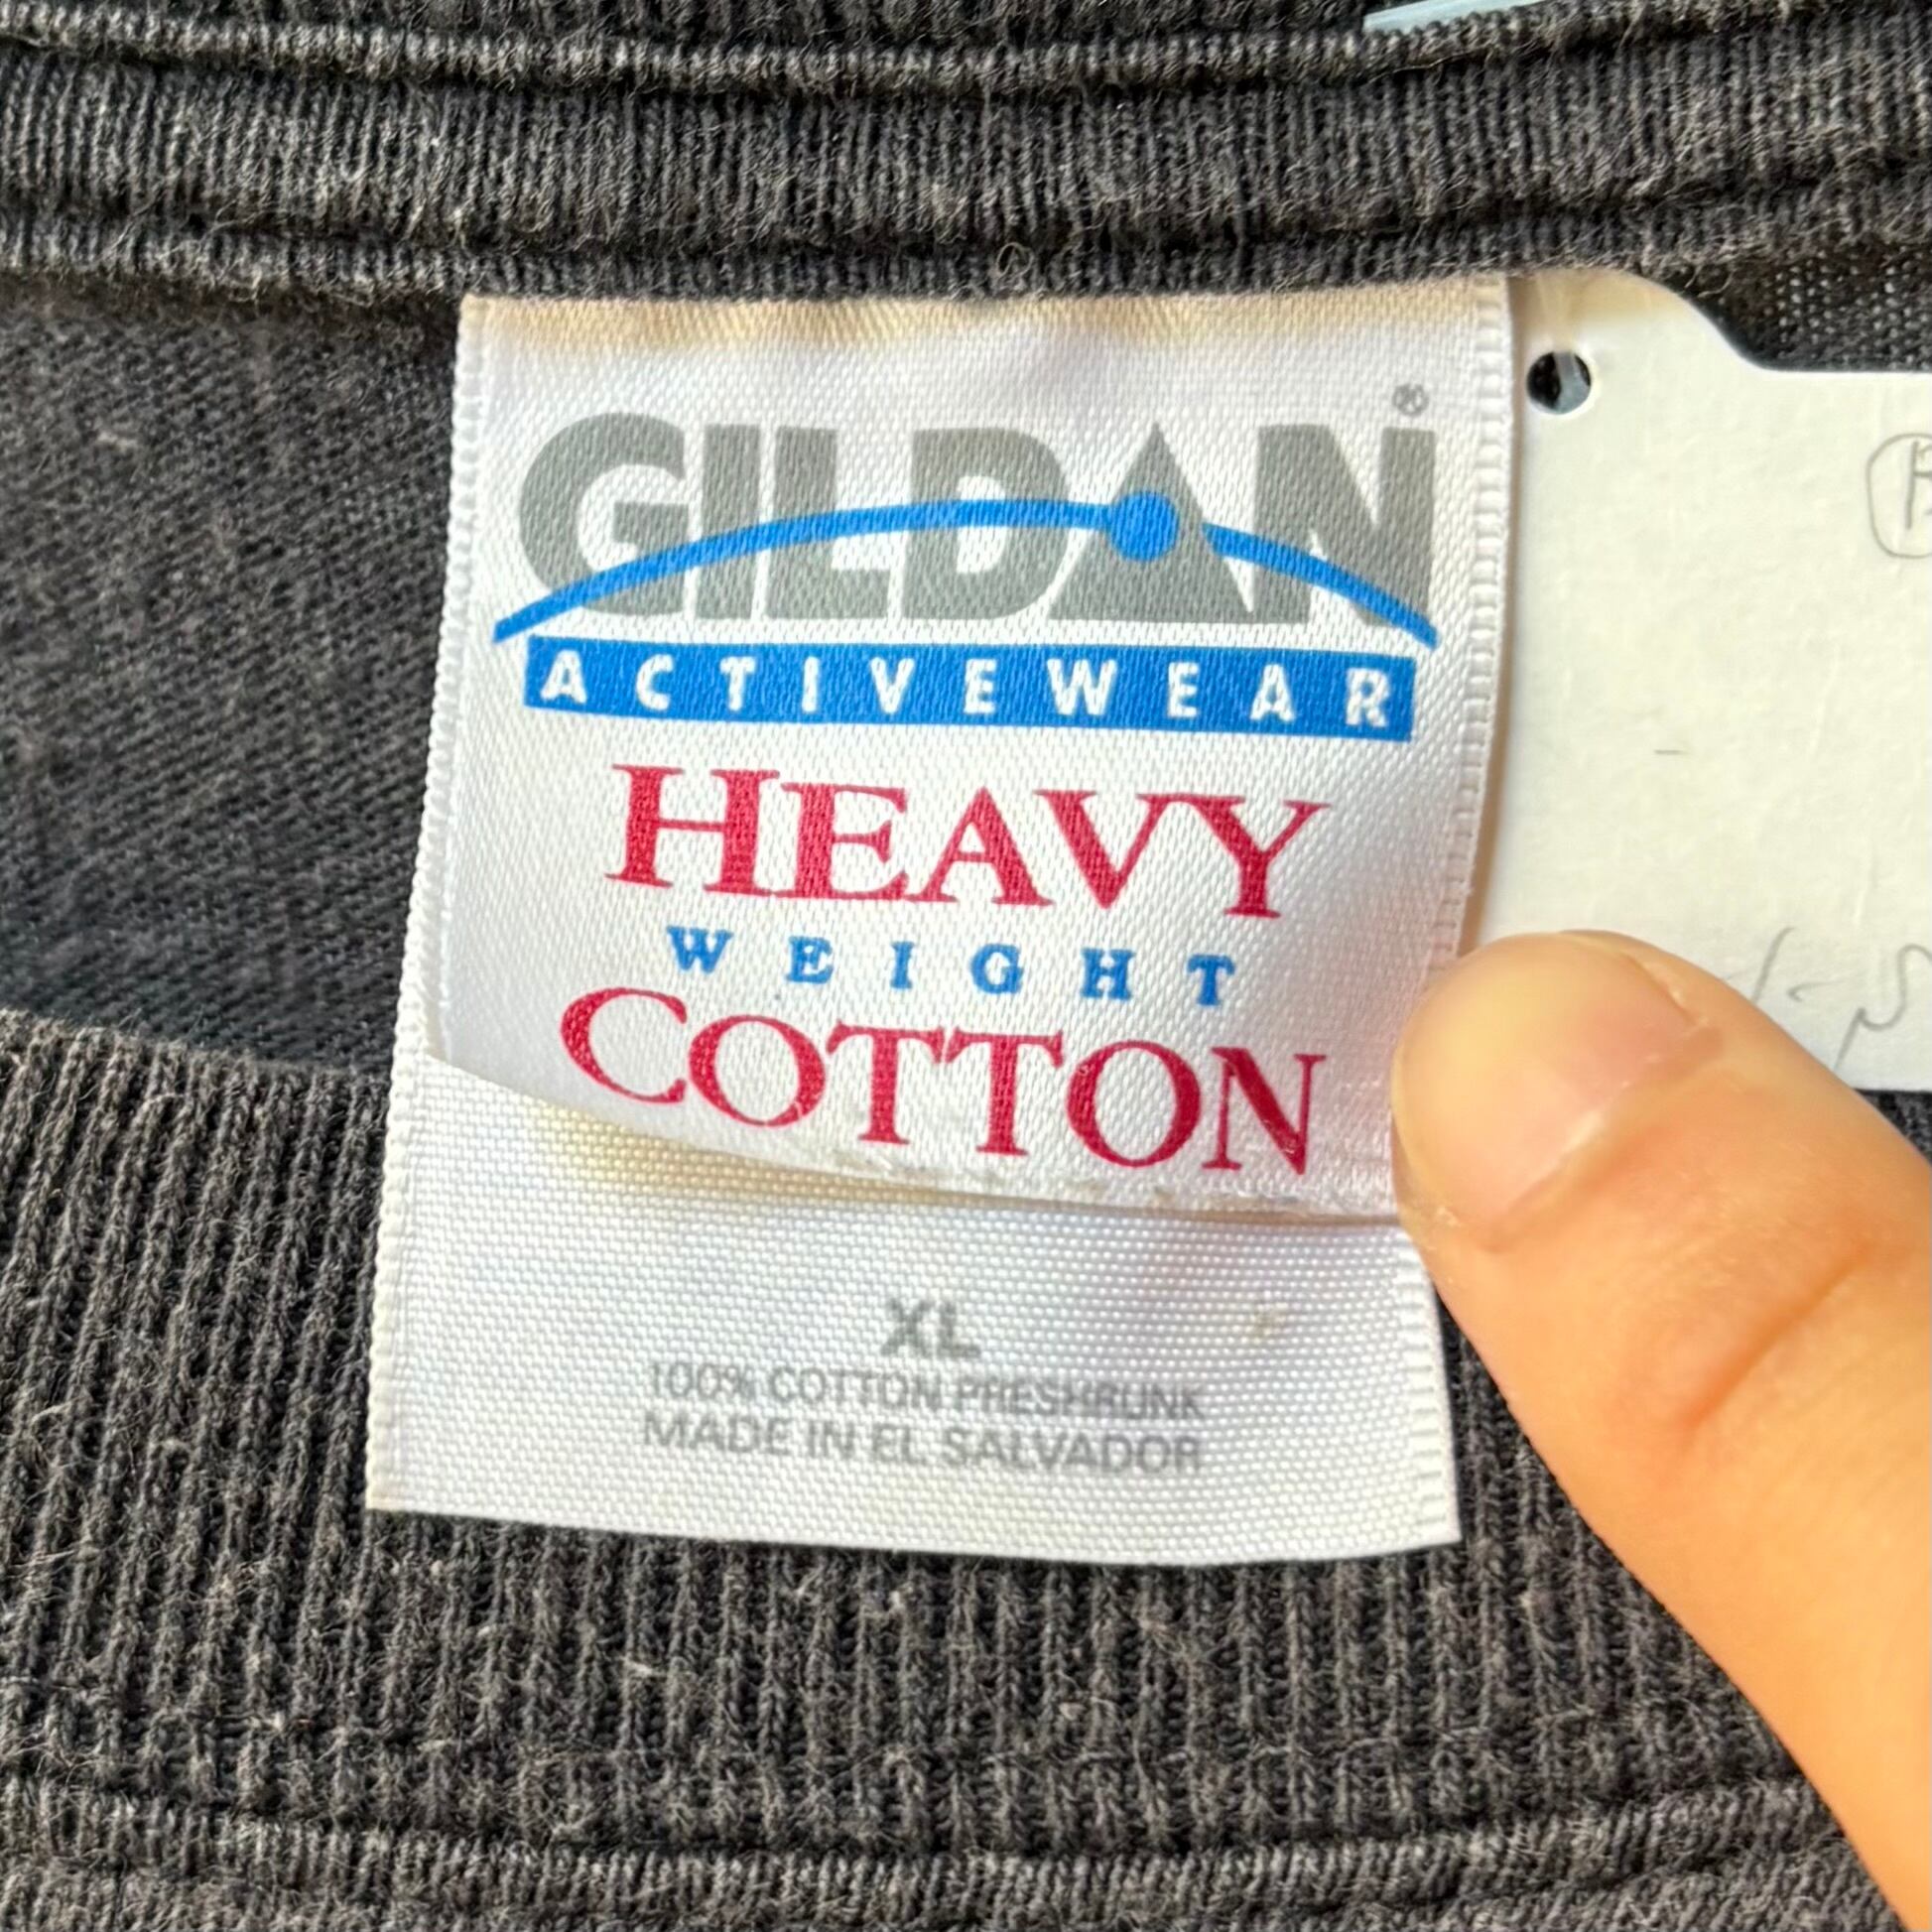 GILDAN®
ACTIVEWEAR
HEAVY
WEIGHT
COTTON
XL
100% COTTON PRESHRUNK
MADE IN EL SALVADOR